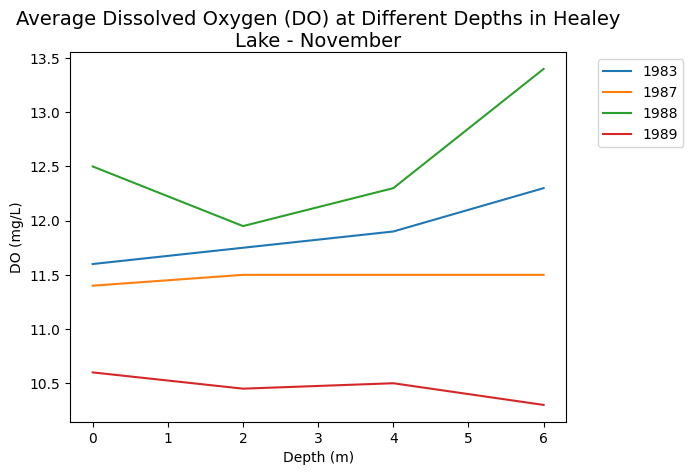 Average Dissolved Oxygen (DO) at Different Depths in Healey
Lake - November
13.5
13.0
12.5
12.0
11.5
11.0
10.5
DO (mg/L)
0 1 2 3 4 5 6
Depth (m)
1983
1987
1988
1989